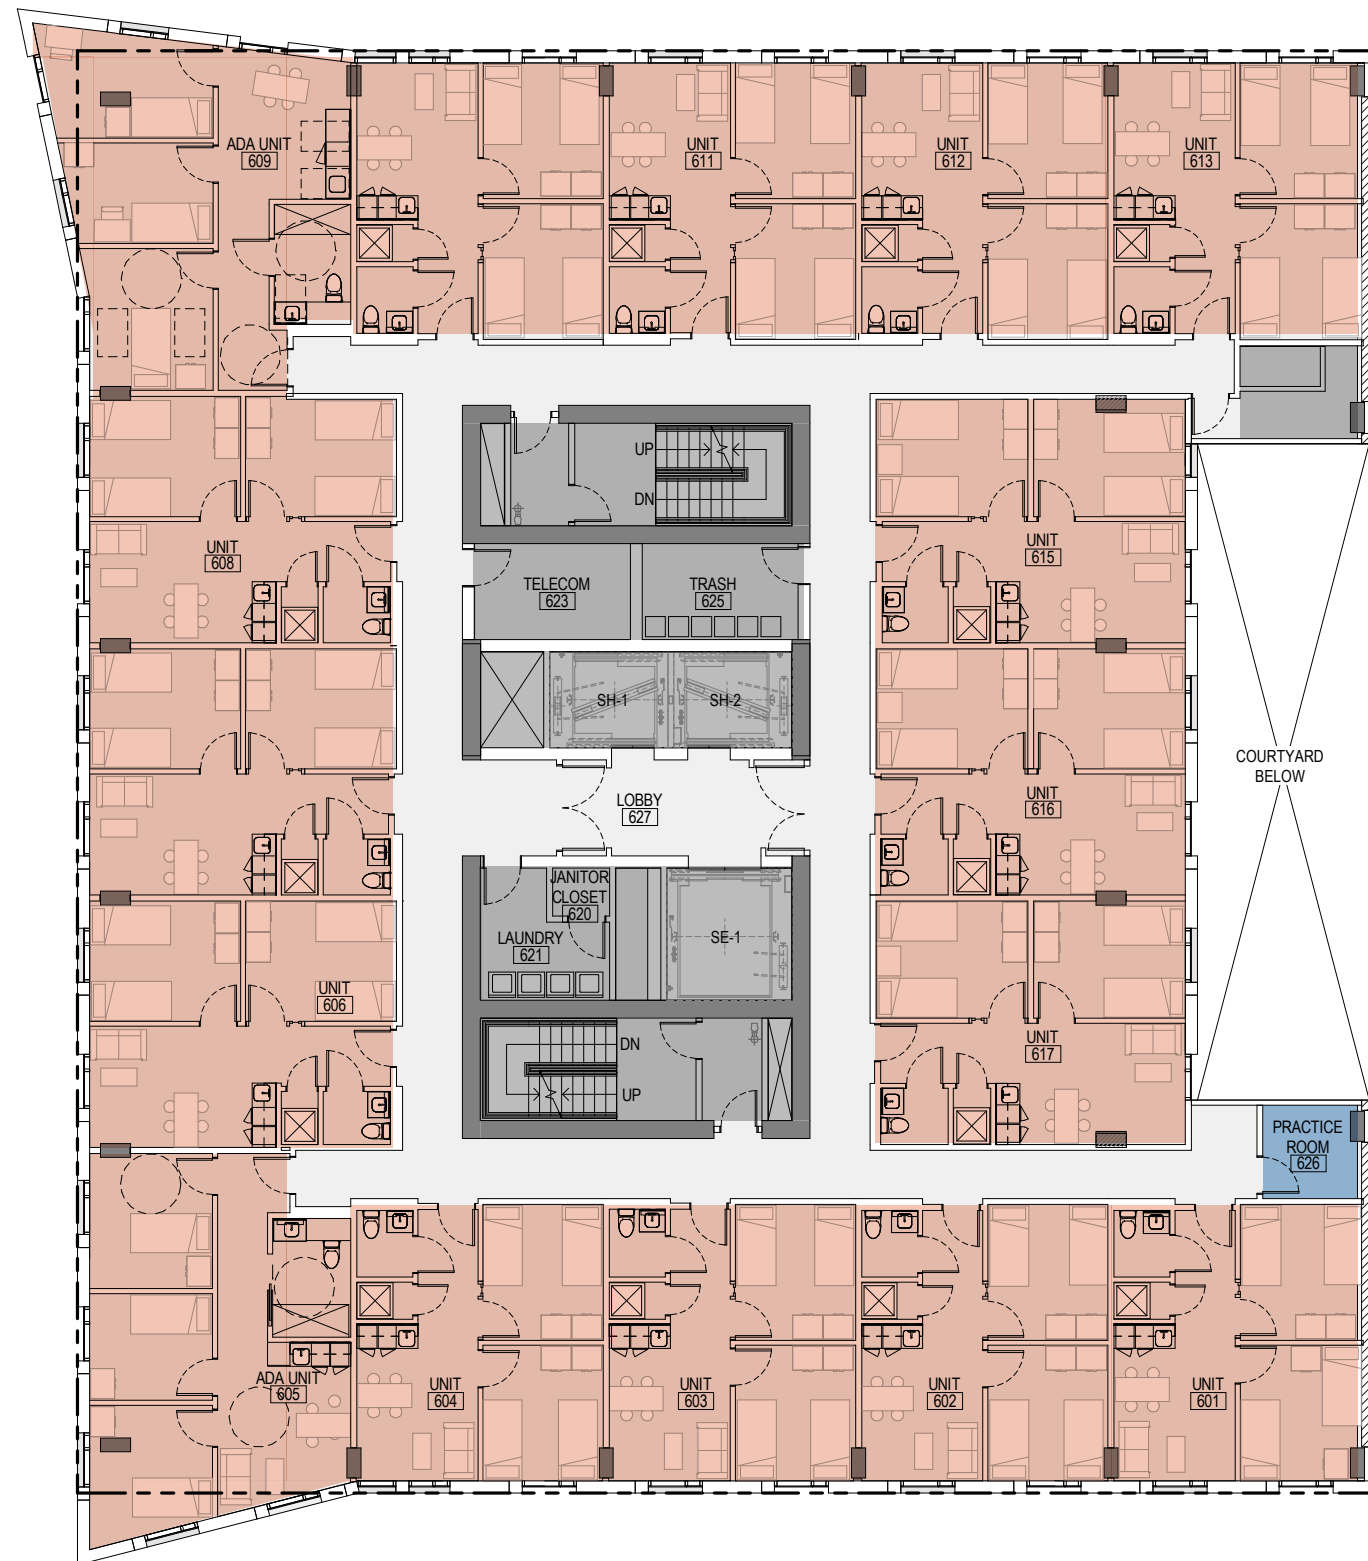 ADA UNIT
609
UNIT
611
UNIT
612
UNIT
613
UP
DN
UNIT
608
UNIT
615
TELECOM
623
TRASH
625
SH-1
SH-2
COURTYARD
BELOW
LOBBY
627
UNIT
616
JANITOR
CLOSET
620
LAUNDRY
621
SE-1
UNIT
606
DN
UP
UNIT
617
PRACTICE
ROOM
626
ADA UNIT
605
UNIT
604
UNIT
603
UNIT
602
UNIT
601